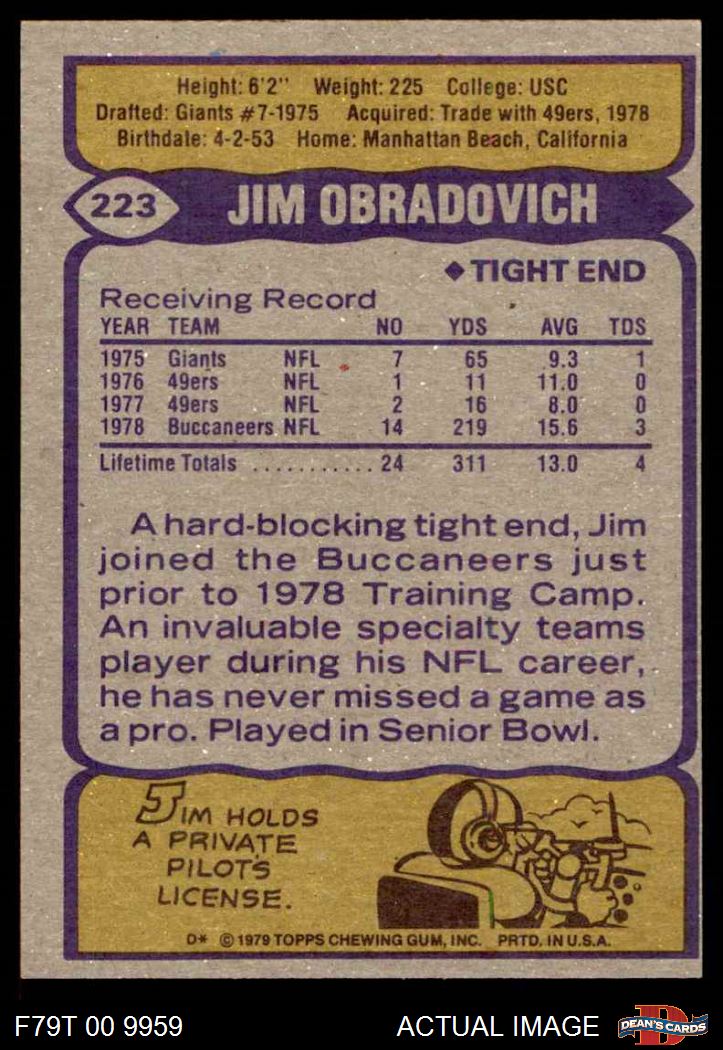 Height: 6'2" Weight: 225 College: USC
Drafted: Giants #7-1975 Acquired: Trade with 49ers, 1978
Birthdate: 4-2-53 Home: Manhattan Beach, California
223 JIM OBRADOVICH
◆TIGHT END
Receiving Record
YEAR TEAM NO YDS AVG TDS
1975 Giants NFL 7 65 9.3 1
1976 49ers NFL 1 11 11.0 0
1977 49ers NFL 2 16 8.0 0
1978 Buccaneers NFL 14 219 15.6 3
Lifetime Totals ........... 24 311 13.0 4
A hard-blocking tight end, Jim
joined the Buccaneers just
prior to 1978 Training Camp.
An invaluable specialty teams
player during his NFL career,
he has never missed a game as
a pro. Played in Senior Bowl.
JIM HOLDS
A PRIVATE
PILOT'S
LICENSE.
D* © 1979 TOPPS CHEWING GUM, INC. PRTD. IN U.S.A.
F79T 00 9959 ACTUAL IMAGE D DEAN'S CARDS